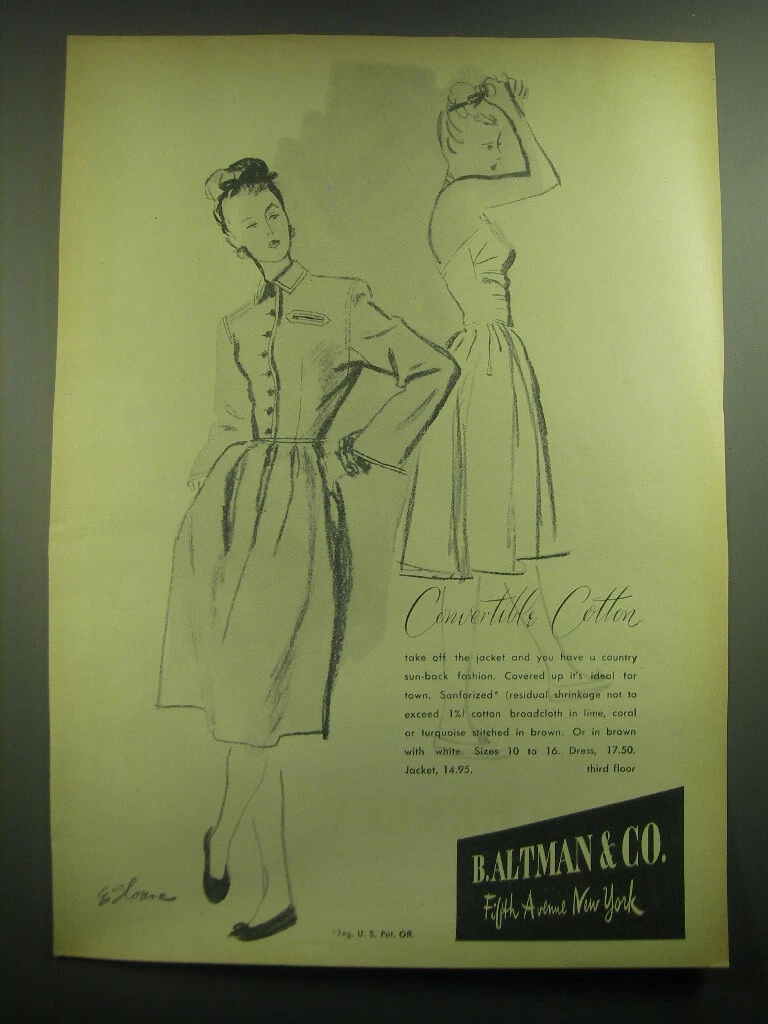 Convertible Cotton
take off the jacket and you have a country
sun-back fashion. Covered up it's ideal for
town. Sanforized* (residual shrinkage not to
exceed 1%) cotton broadcloth in lime, coral
or turquoise stitched in brown. Or in brown
with white. Sizes 10 to 16. Dress, 17.50.
Jacket, 14.95. third floor
B. ALTMAN & CO.
Fifth Avenue New York
*Reg. U. S. Pat. Off.